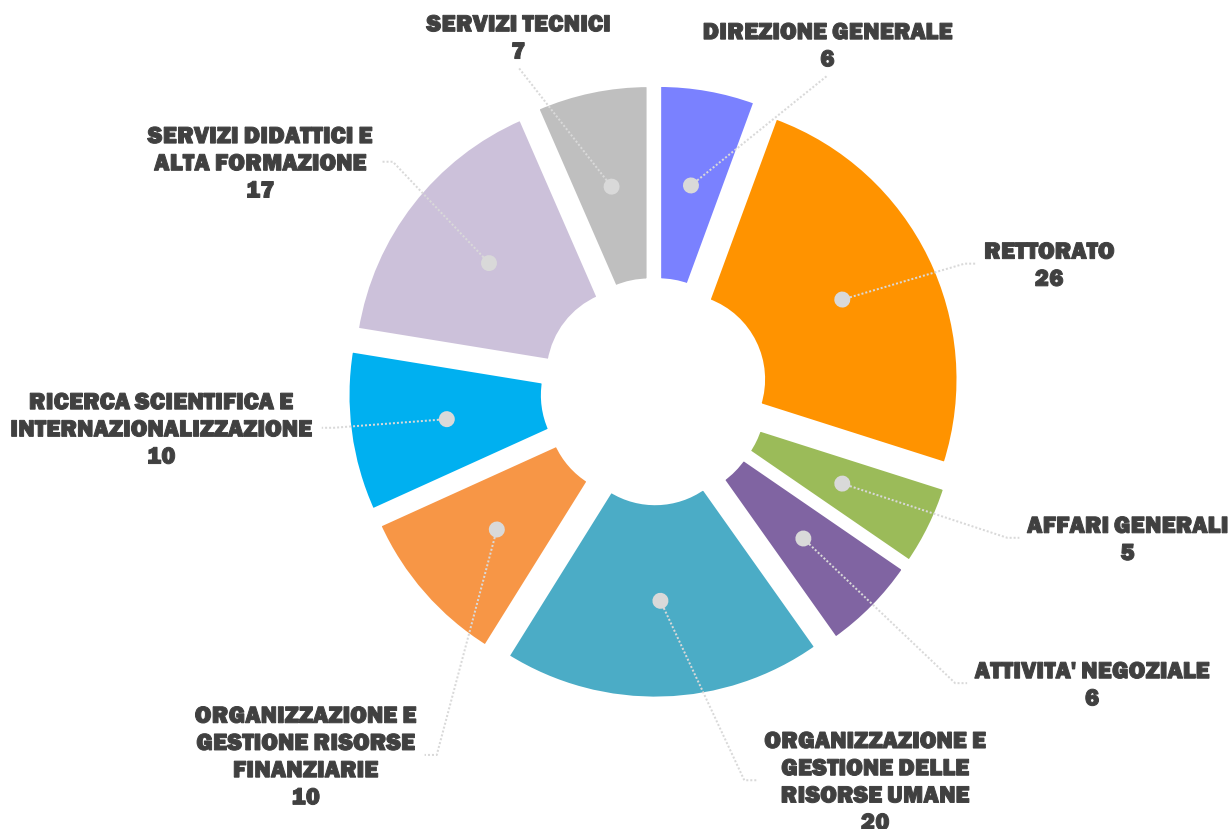 SERVIZI TECNICI
7
DIREZIONE GENERALE
6
SERVIZI DIDATTICI E
ALTA FORMAZIONE
17
RETTORATO
26
RICERCA SCIENTIFICA E
INTERNAZIONALIZZAZIONE
10
AFFARI GENERALI
5
ATTIVITA' NEGOZIALE
6
ORGANIZZAZIONE E
GESTIONE RISORSE
FINANZIARIE
10
ORGANIZZAZIONE E
GESTIONE DELLE
RISORSE UMANE
20